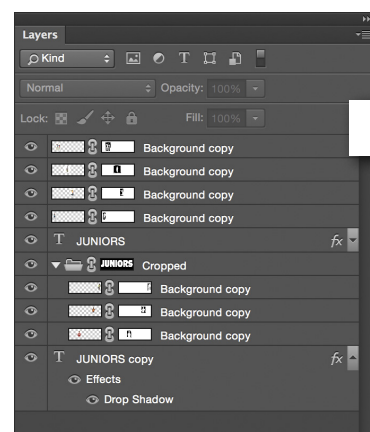 Layers
Kind
Normal Opacity: 100%
Lock: Fill: 100%
Background copy
Background copy
Background copy
Background copy
T JUNIORS fx
JUNIORS Cropped
Background copy
Background copy
Background copy
T JUNIORS copy fx
Effects
Drop Shadow